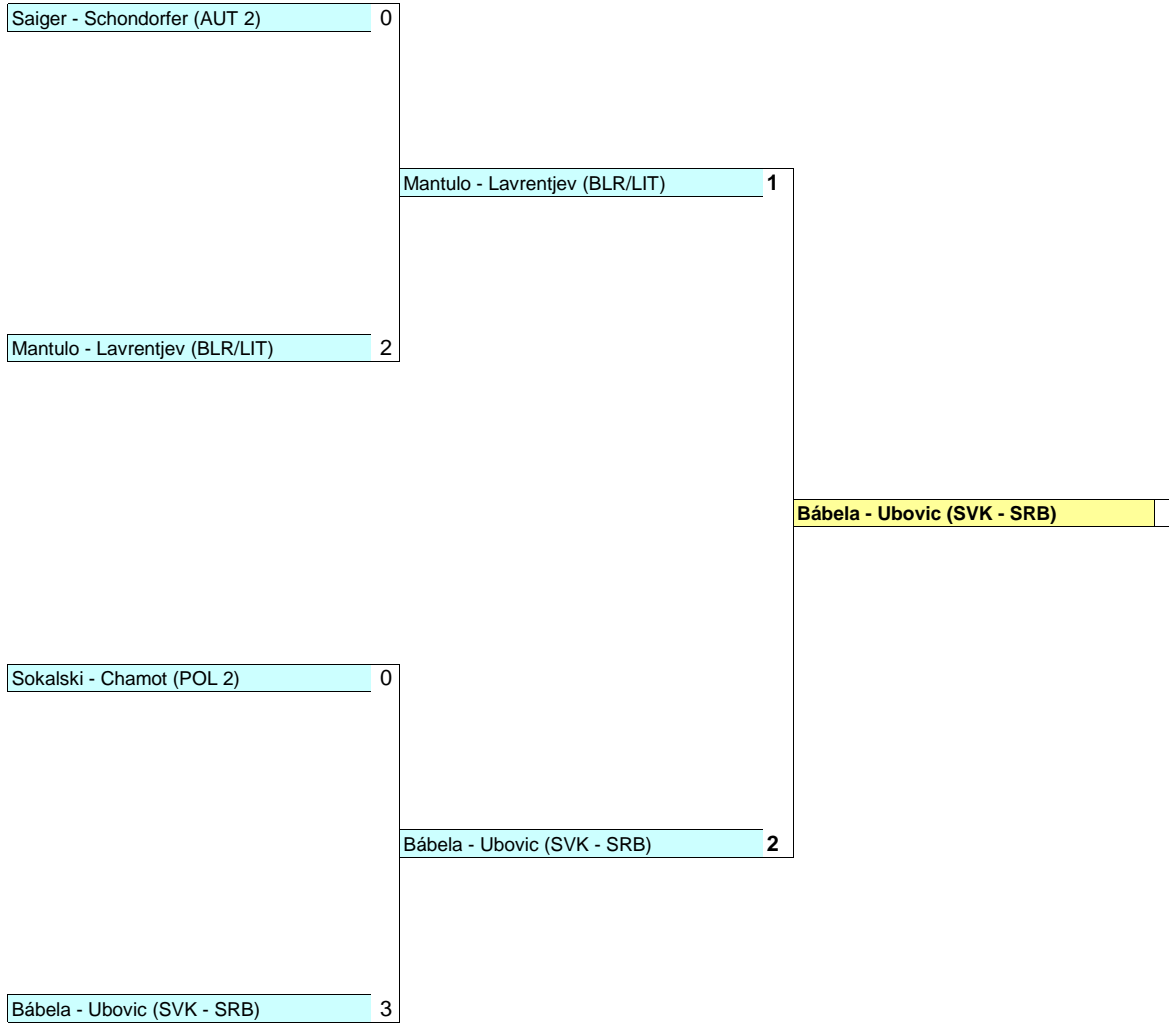 Saiger - Schondorfer (AUT 2) 0
Mantulo - Lavrentjev (BLR/LIT) 1
Mantulo - Lavrentjev (BLR/LIT) 2
Bábela - Ubovic (SVK - SRB)
Sokalski - Chamot (POL 2) 0
Bábela - Ubovic (SVK - SRB) 2
Bábela - Ubovic (SVK - SRB) 3